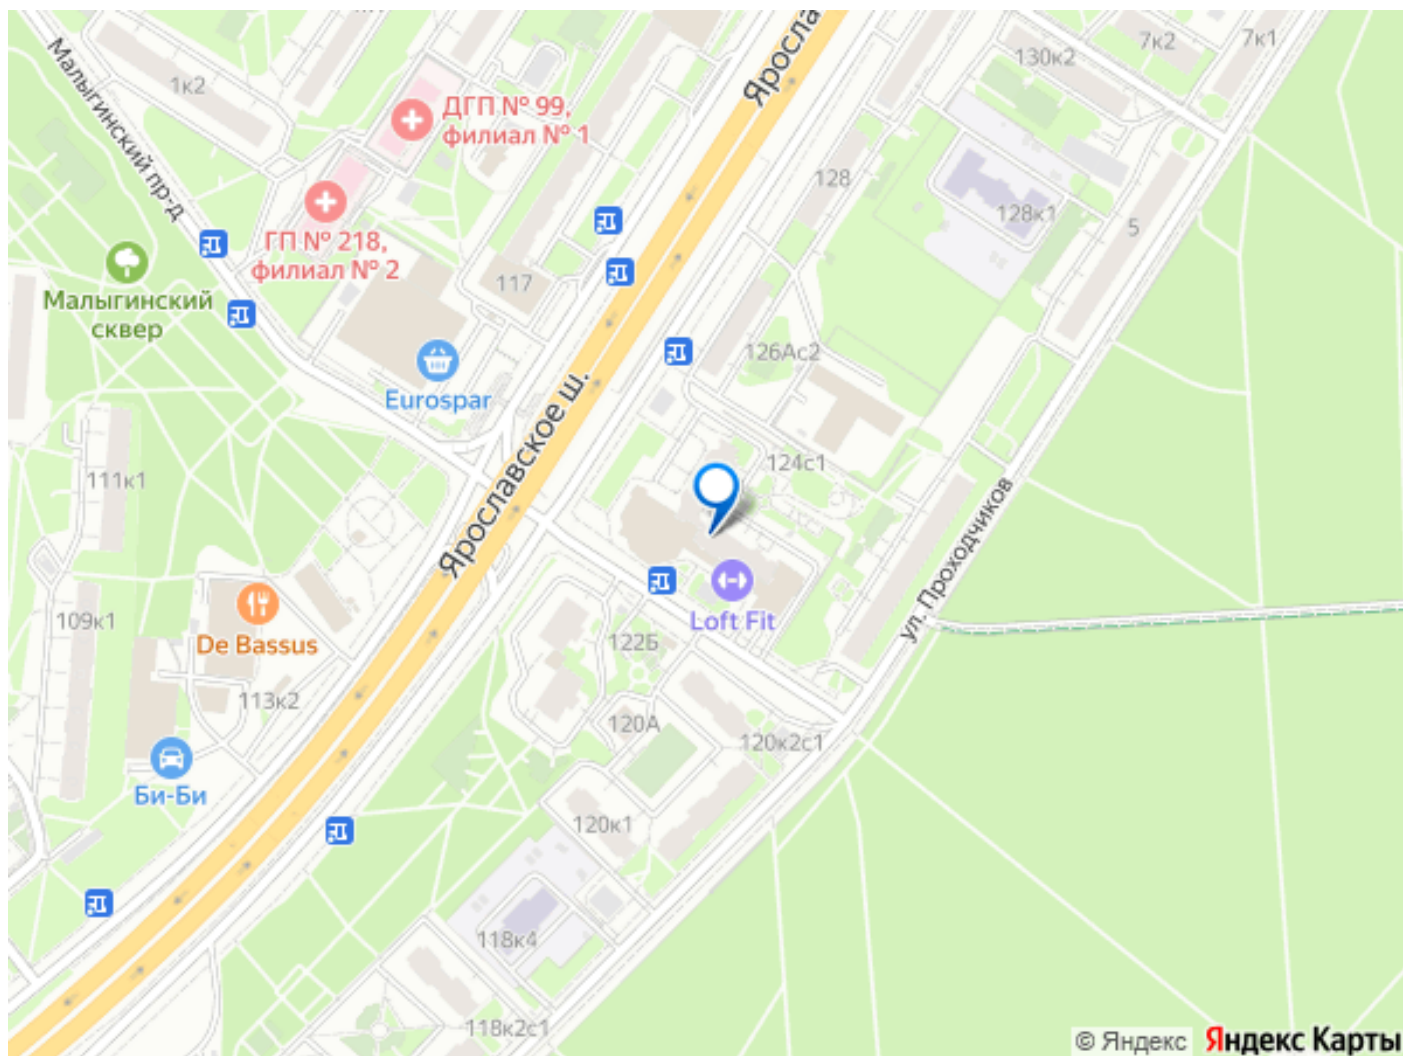 Малыгинский пр-д
1к2
ДГП № 99,
филиал № 1
ГП № 218,
филиал № 2
Малыгинский
сквер
117
Eurospar
Яросла
130к2
7к2
7к1
128
128к1
5
126Ас2
124с1
Ярославское ш.
111к1
109к1
De Bassus
113к2
Би-Би
Loft Fit
122Б
120А
120к2с1
120к1
118к4
118к2с1
ул. Проходчиков
© Яндекс Яндекс Карты